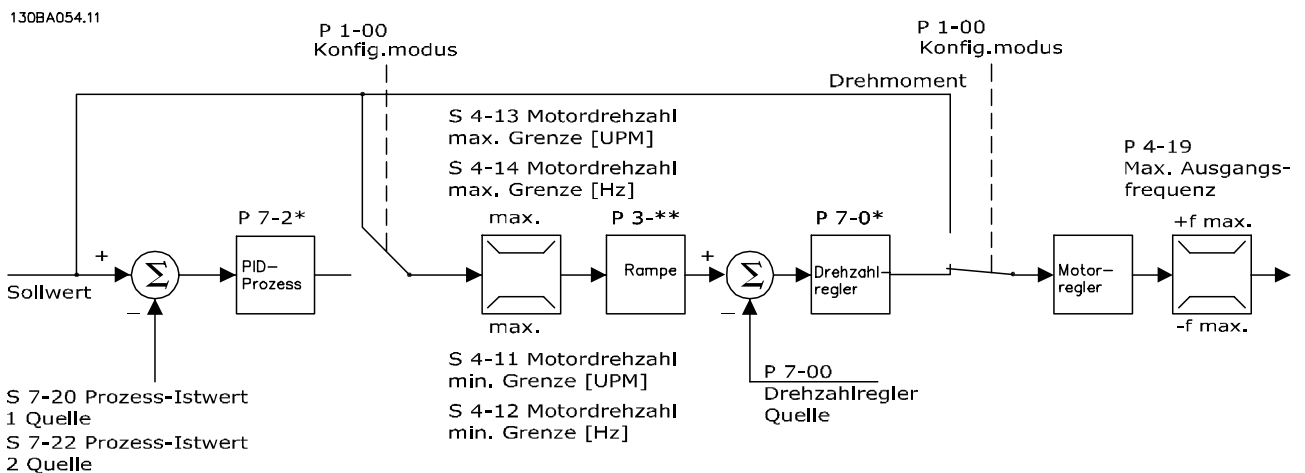 130BA054.11
P 1-00
Konfig.modus
P 1-00
Konfig.modus
Drehmoment
S 4-13 Motordrehzahl
max. Grenze [UPM]
S 4-14 Motordrehzahl
max. Grenze [Hz]
P 4-19
Max. Ausgangs-
frequenz
P 7-2*
max.
P 3-**
P 7-0*
+f max.
+
Σ
PID-
Prozess
Rampe
+
Σ
Drehzahl-
regler
Motor-
regler
Sollwert
−
max.
−
-f max.
S 7-20 Prozess-Istwert
1 Quelle
S 7-22 Prozess-Istwert
2 Quelle
S 4-11 Motordrehzahl
min. Grenze [UPM]
S 4-12 Motordrehzahl
min. Grenze [Hz]
P 7-00
Drehzahlregler
Quelle